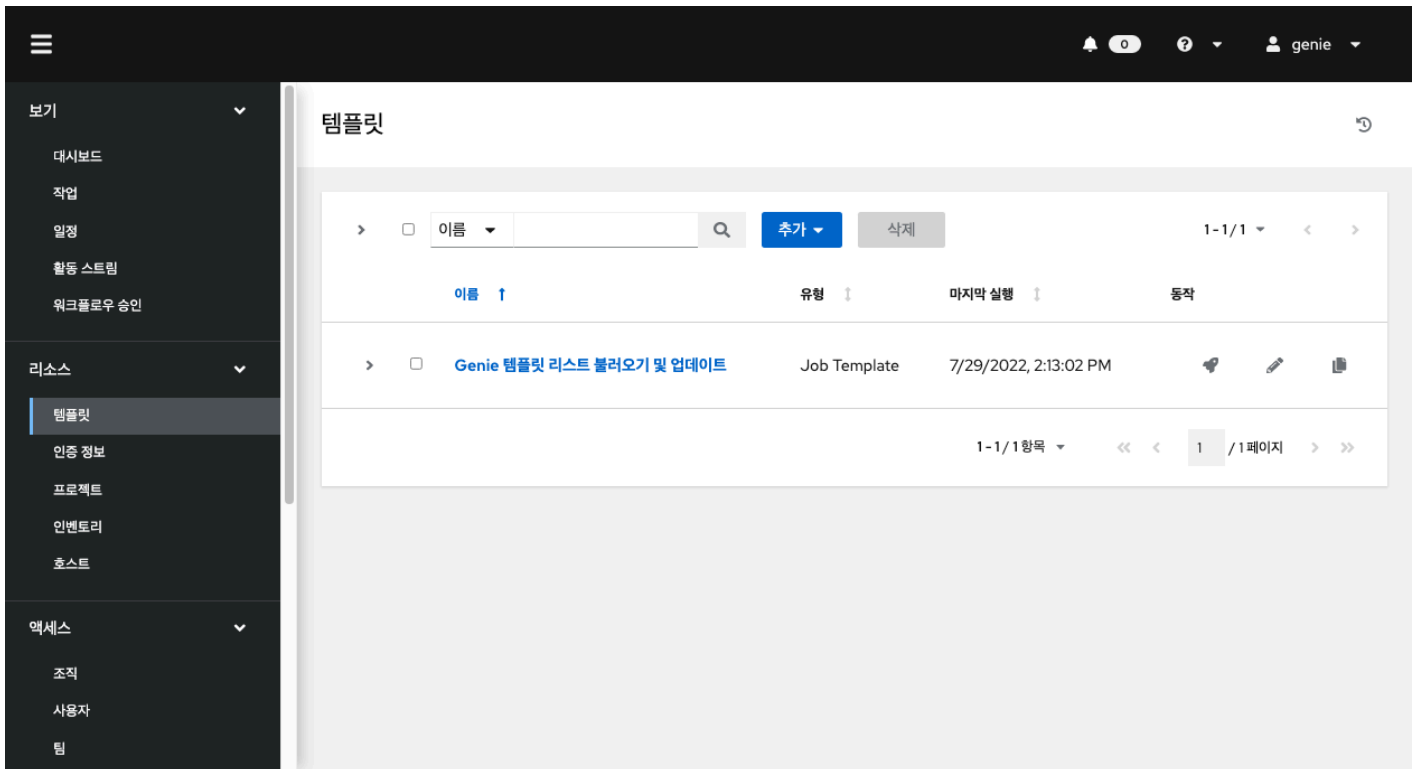 0
genie
보기
대시보드
작업
일정
활동 스트림
워크플로우 승인
리소스
템플릿
인증 정보
프로젝트
인벤토리
호스트
액세스
조직
사용자
팀
템플릿
이름 추가 삭제 1-1/1
이름 유형 마지막 실행 동작
Genie 템플릿 리스트 불러오기 및 업데이트 Job Template 7/29/2022, 2:13:02 PM
1-1/1항목 1 /1페이지